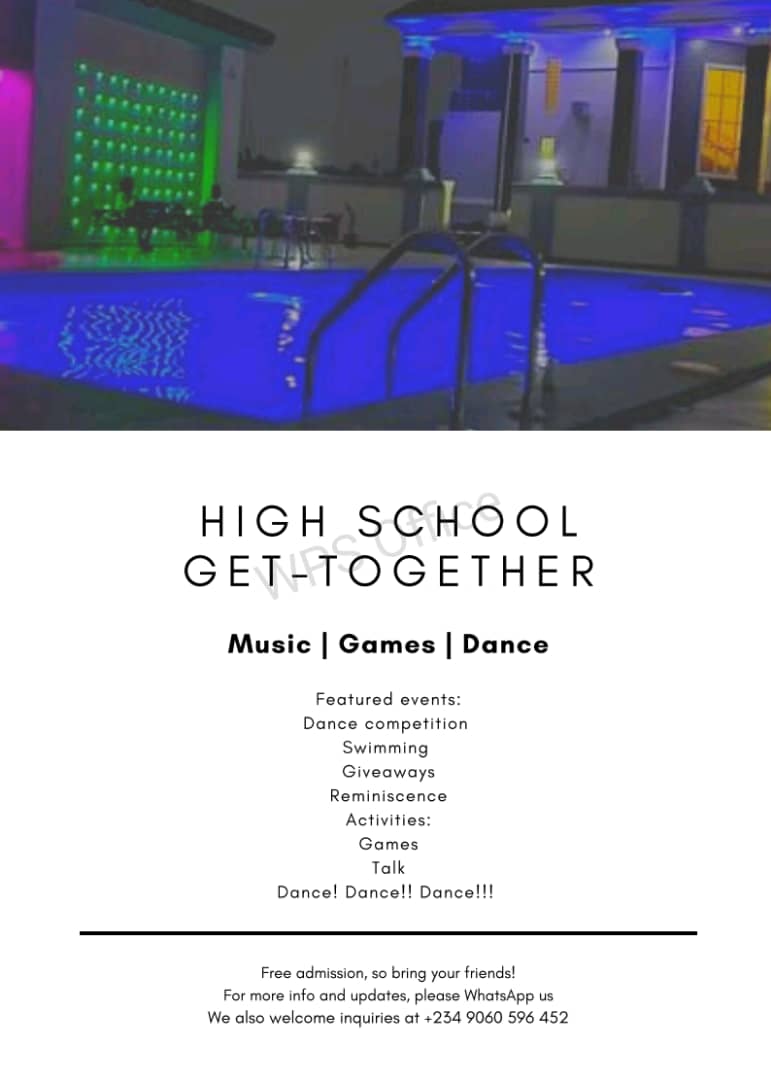 HIGH SCHOOL
GET-TOGETHER
WPS Office
Music | Games | Dance
Featured events:
Dance competition
Swimming
Giveaways
Reminiscence
Activities:
Games
Talk
Dance! Dance!! Dance!!!
Free admission, so bring your friends!
For more info and updates, please WhatsApp us
We also welcome inquiries at +234 9060 596 452